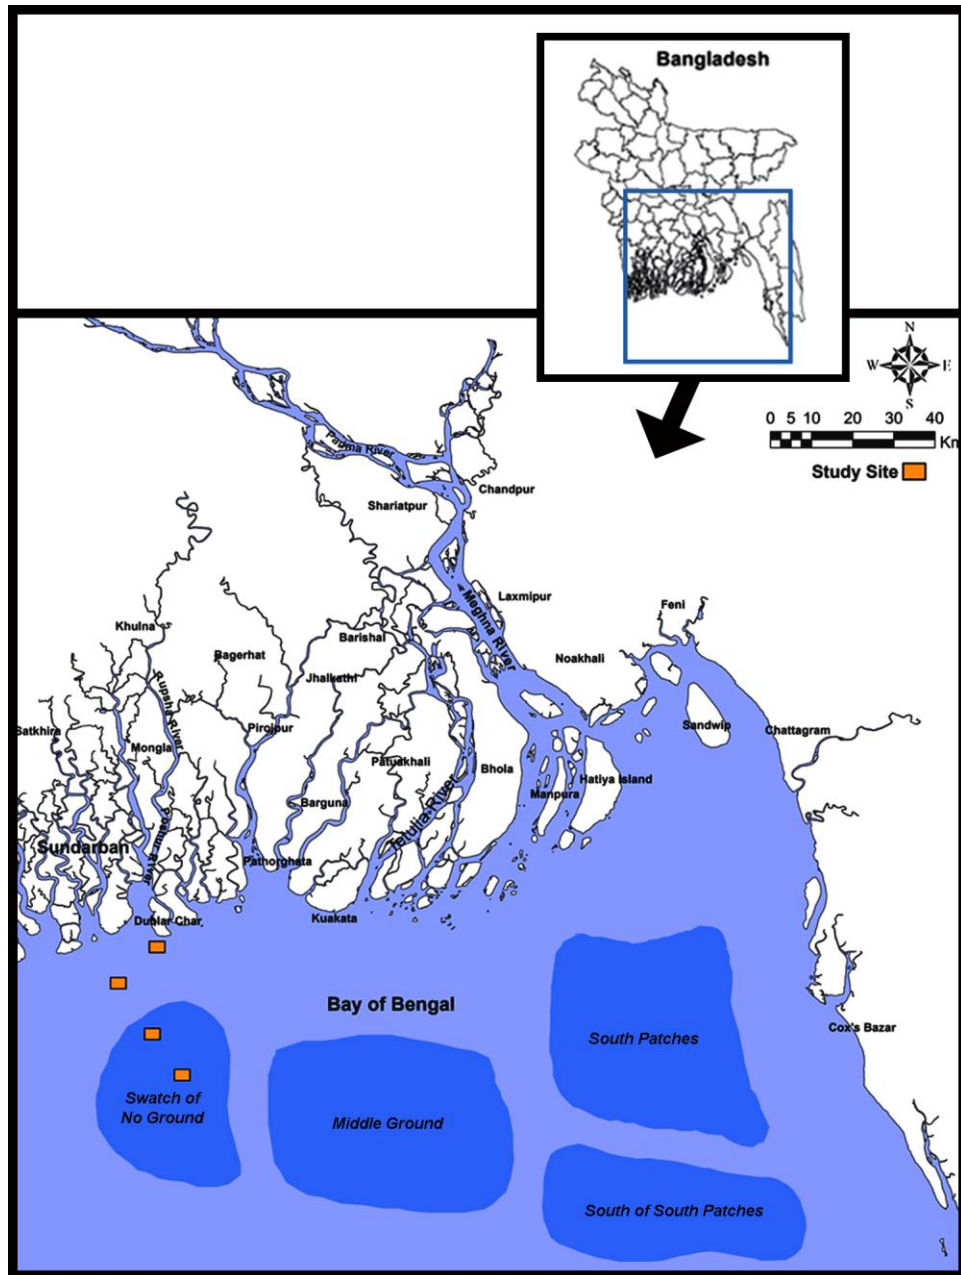 Bangladesh
N
W E
S
0 5 10 20 30 40
Km
Study Site
Padma River
Chandpur
Shariatpur
Meghna River
Laxmipur
Feni
Khulna
Barishal
Bagerhat
Noakhali
Jhalkathi
Rupsha River
Satkhira
Pirojpur
Sandwip
Chattagram
Mongla
Patuakhali
Bhola
Hatiya Island
Manpura
Barguna
Tetulia River
Sundarban
Posur River
Pathorghata
Dublar Char
Kuakata
Bay of Bengal
Cox's Bazar
South Patches
Swatch of
No Ground
Middle Ground
South of South Patches